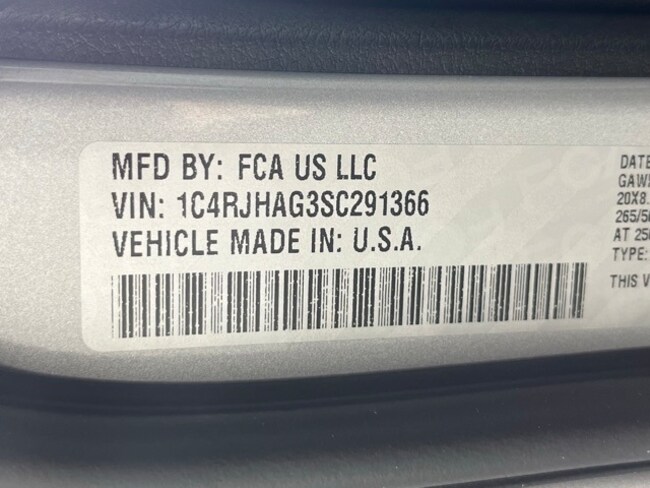 MFD BY: FCA US LLC
VIN: 1C4RJHAG3SC291366
VEHICLE MADE IN: U.S.A.
DATE
20X8.
265/5
AT 25
TYPE:
THIS V